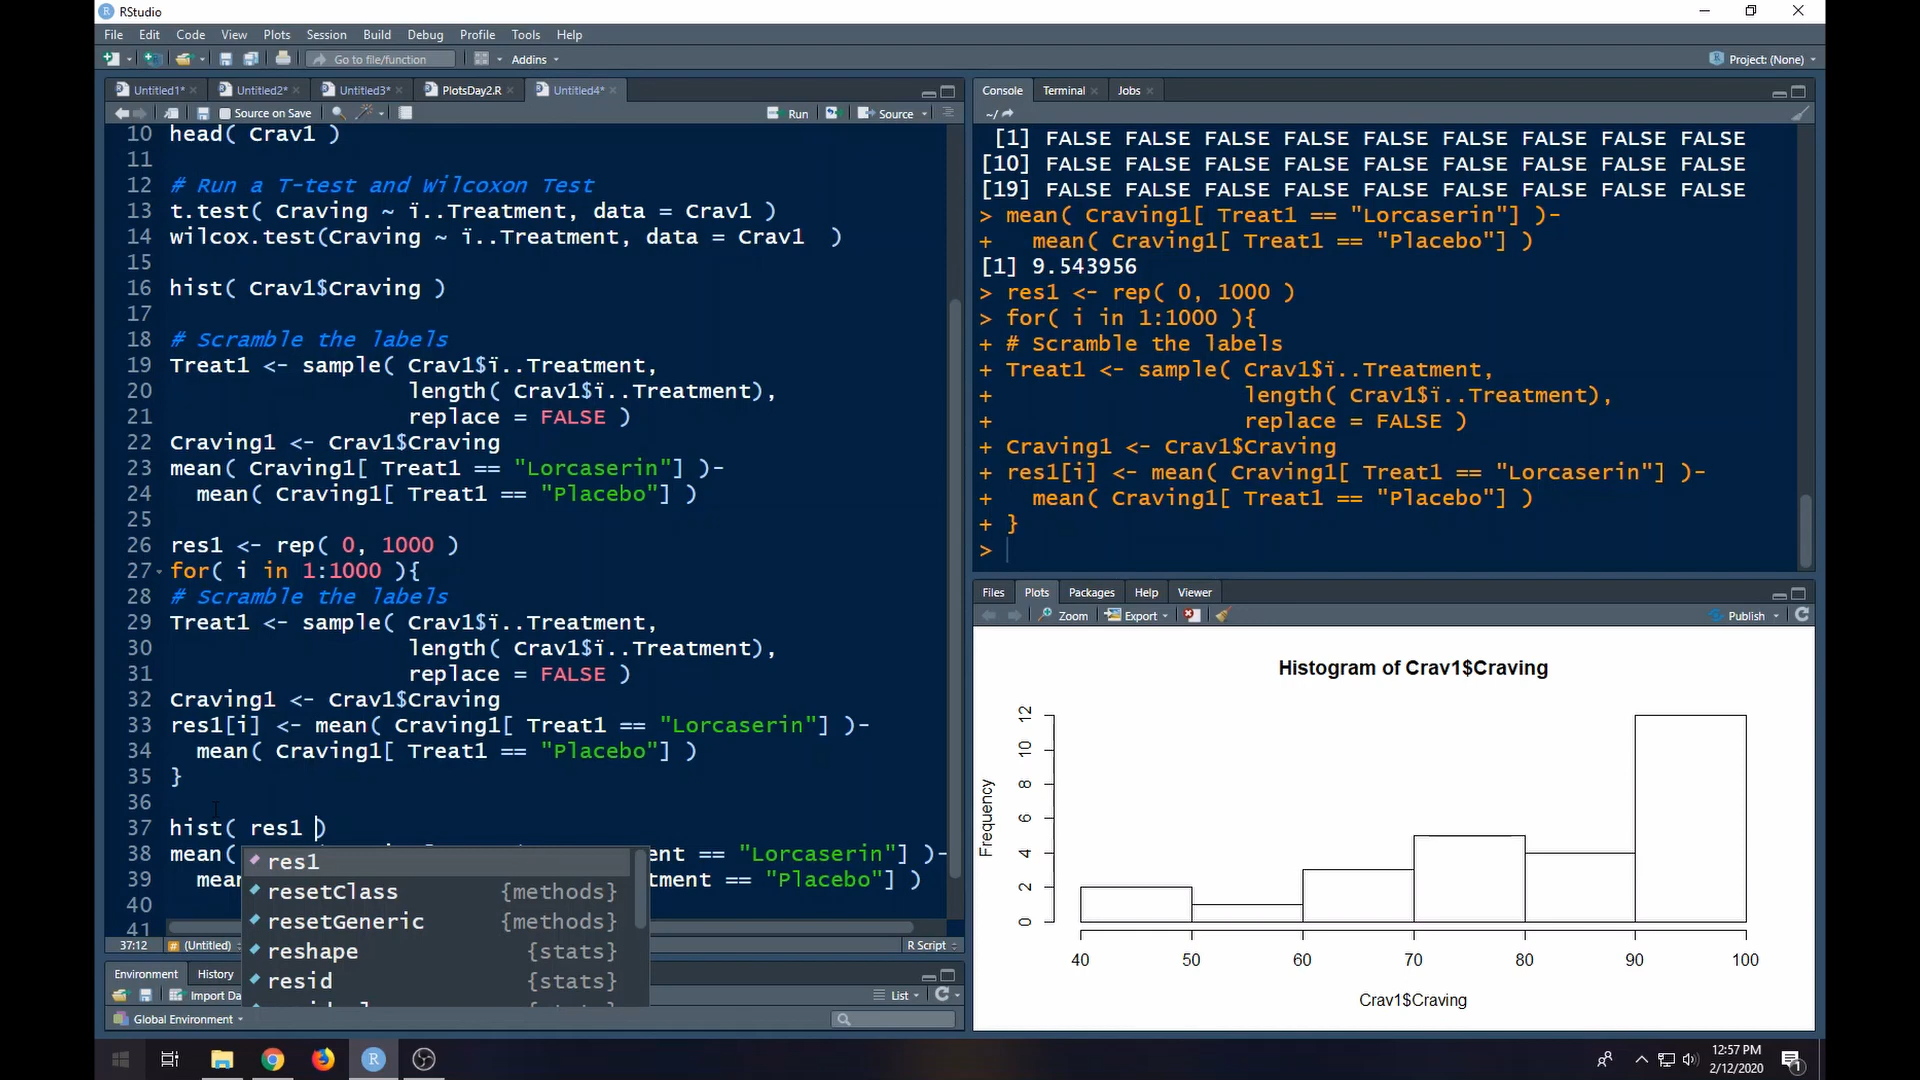 RStudio
File Edit Code View Plots Session Build Debug Profile Tools Help
Go to file/function Addins Project: (None)
Untitled1* Untitled2* Untitled3* PlotsDay2.R Untitled4*
Source on Save Run Source
10 head( Crav1 )
11
12 # Run a T-test and Wilcoxon Test
13 t.test( Craving ~ ï..Treatment, data = Crav1 )
14 wilcox.test(Craving ~ ï..Treatment, data = Crav1  )
15
16 hist( Crav1$Craving )
17
18 # Scramble the labels
19 Treat1 <- sample( Crav1$ï..Treatment,
20 length( Crav1$ï..Treatment),
21 replace = FALSE )
22 Craving1 <- Crav1$Craving
23 mean( Craving1[ Treat1 == "Lorcaserin"] )-
24 mean( Craving1[ Treat1 == "Placebo"] )
25
26 res1 <- rep( 0, 1000 )
27 for( i in 1:1000 ){
28 # Scramble the labels
29 Treat1 <- sample( Crav1$ï..Treatment,
30 length( Crav1$ï..Treatment),
31 replace = FALSE )
32 Craving1 <- Crav1$Craving
33 res1[i] <- mean( Craving1[ Treat1 == "Lorcaserin"] )-
34 mean( Craving1[ Treat1 == "Placebo"] )
35 }
36
37 hist( res1 )
38 mean( ment == "Lorcaserin"] )-
39 mean tment == "Placebo"] )
40
41
res1
resetClass {methods}
resetGeneric {methods}
reshape {stats}
resid {stats}
37:12 (Untitled) R Script
Environment History
Import Da List
Global Environment
Console Terminal Jobs
~/
[1] FALSE FALSE FALSE FALSE FALSE FALSE FALSE FALSE FALSE
[10] FALSE FALSE FALSE FALSE FALSE FALSE FALSE FALSE FALSE
[19] FALSE FALSE FALSE FALSE FALSE FALSE FALSE FALSE FALSE
> mean( Craving1[ Treat1 == "Lorcaserin"] )-
+ mean( Craving1[ Treat1 == "Placebo"] )
[1] 9.543956
> res1 <- rep( 0, 1000 )
> for( i in 1:1000 ){
+ # Scramble the labels
+ Treat1 <- sample( Crav1$ï..Treatment,
+ length( Crav1$ï..Treatment),
+ replace = FALSE )
+ Craving1 <- Crav1$Craving
+ res1[i] <- mean( Craving1[ Treat1 == "Lorcaserin"] )-
+ mean( Craving1[ Treat1 == "Placebo"] )
+ }
>
Files Plots Packages Help Viewer
Zoom Export Publish
Histogram of Crav1$Craving
Frequency
0 2 4 6 8 10 12
40 50 60 70 80 90 100
Crav1$Craving
12:57 PM
2/12/2020
1